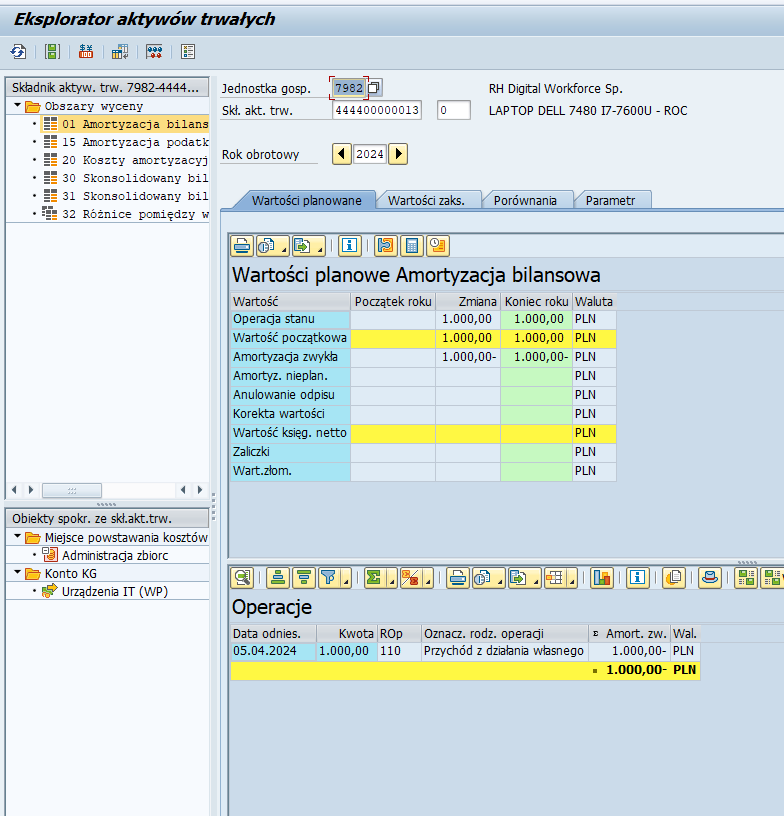 Eksplorator aktywów trwałych
Składnik aktyw. trw. 7982-4444...
Obszary wyceny
01 Amortyzacja bilans
15 Amortyzacja podatk
20 Koszty amortyzacyj
30 Skonsolidowany bil
31 Skonsolidowany bil
32 Różnice pomiędzy w
Obiekty spokr. ze skł.akt.trw.
Miejsce powstawania kosztów
Administracja zbiorc
Konto KG
Urządzenia IT (WP)
Jednostka gosp. 7982 RH Digital Workforce Sp.
Skł. akt. trw. 444400000013 0 LAPTOP DELL 7480 I7-7600U - ROC
Rok obrotowy 2024
Wartości planowane Wartości zaks. Porównania Parametr
Wartości planowe Amortyzacja bilansowa
Wartość Początek roku Zmiana Koniec roku Waluta
Operacja stanu 1.000,00 1.000,00 PLN
Wartość początkowa 1.000,00 1.000,00 PLN
Amortyzacja zwykła 1.000,00- 1.000,00- PLN
Amortyz. nieplan. PLN
Anulowanie odpisu PLN
Korekta wartości PLN
Wartość księg. netto PLN
Zaliczki PLN
Wart.złom. PLN
Operacje
Data odnies. Kwota ROp Oznacz. rodz. operacji Σ Amort. zw. Wal.
05.04.2024 1.000,00 110 Przychód z działania własnego 1.000,00- PLN
1.000,00- PLN